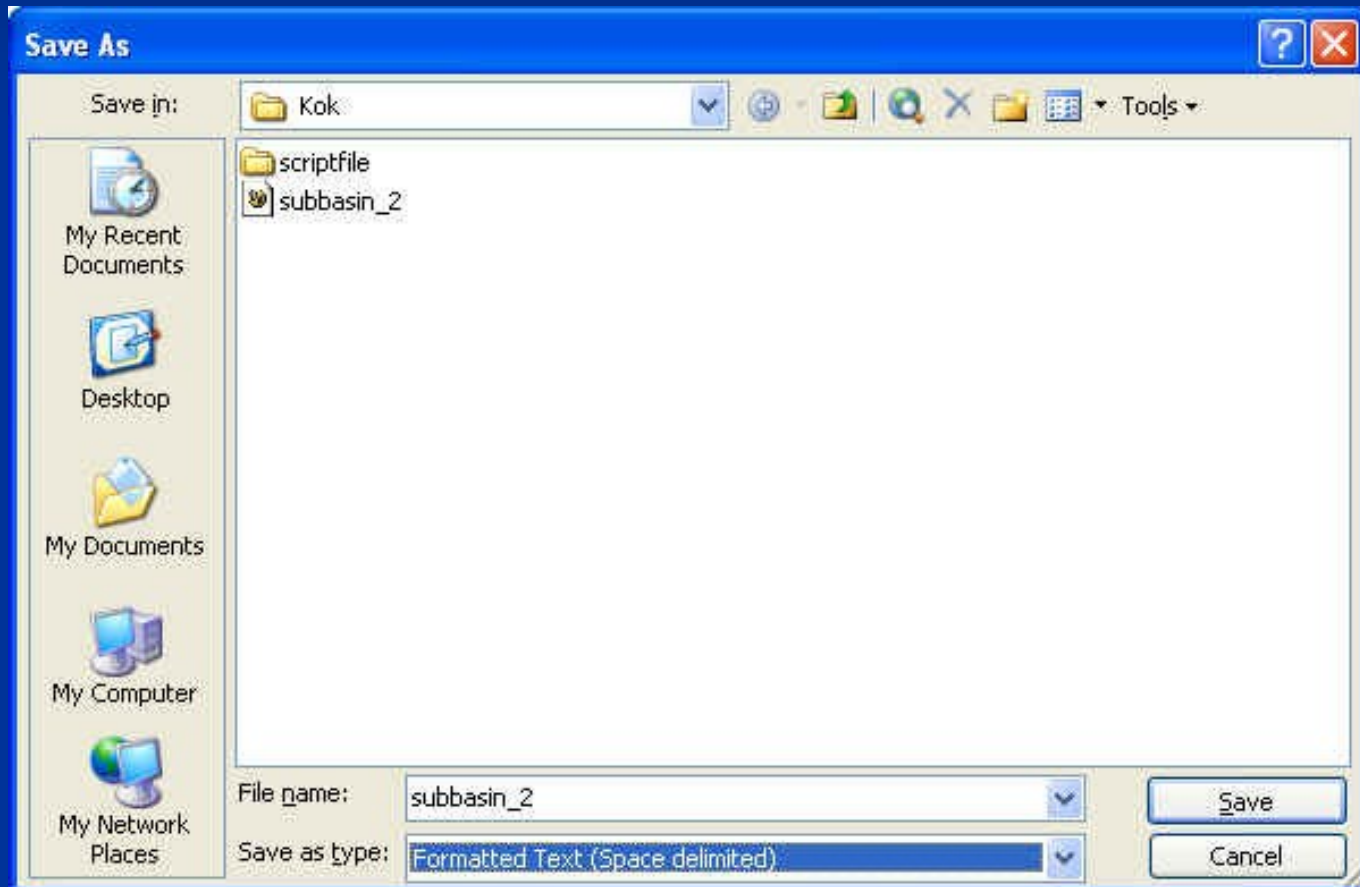 Save As
Save in:
Kok
Tools
scriptfile
subbasin_2
My Recent
Documents
Desktop
My Documents
My Computer
My Network
Places
File name:
subbasin_2
Save
Save as type:
Formatted Text (Space delimited)
Cancel